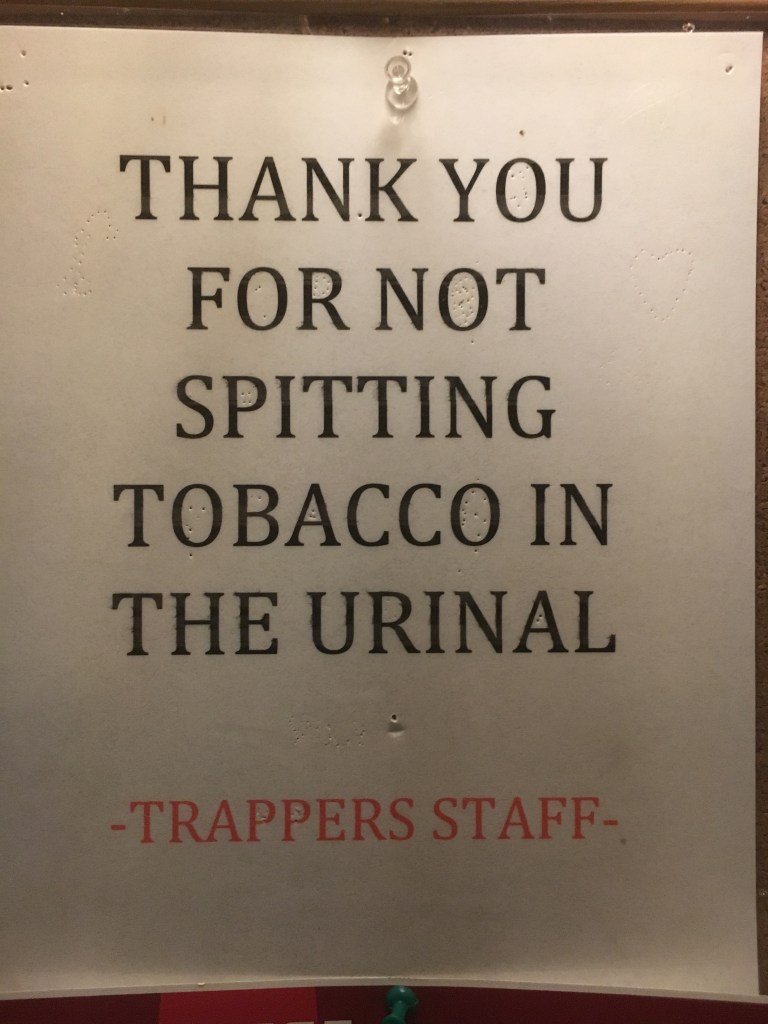 THANK YOU
FOR NOT
SPITTING
TOBACCO IN
THE URINAL
-TRAPPERS STAFF-